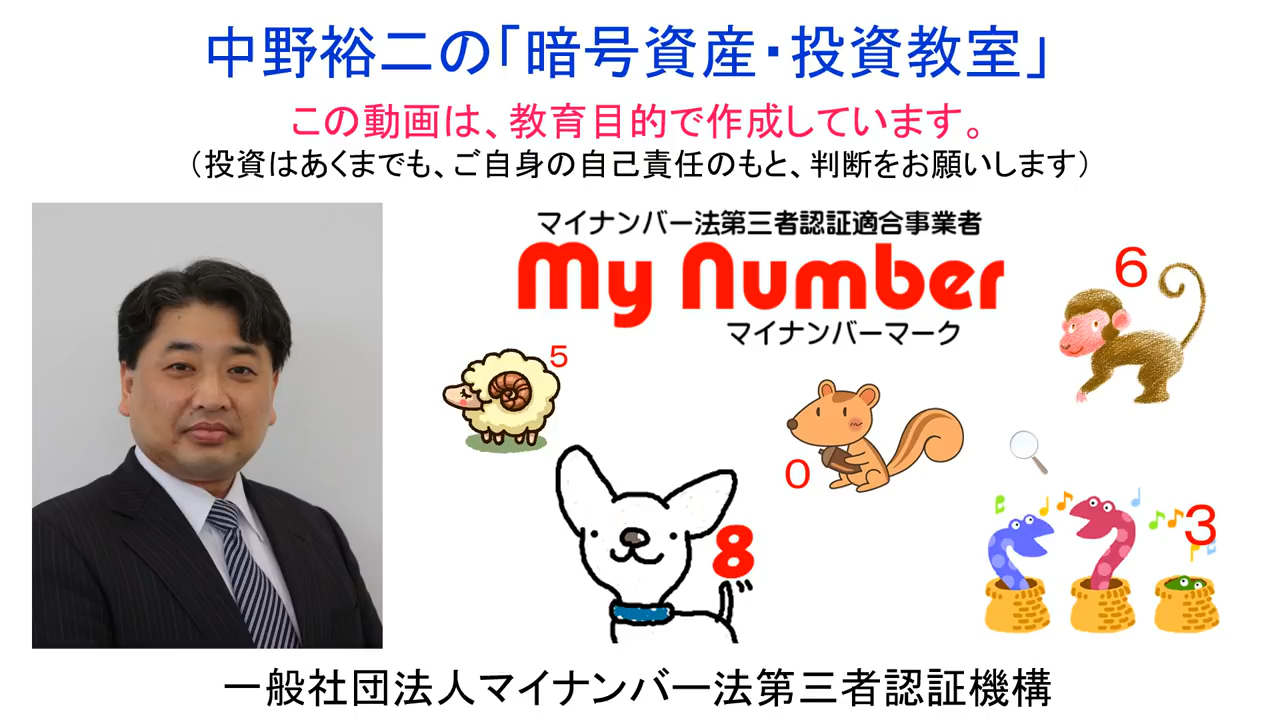 中野裕二の「暗号資産・投資教室」
この動画は、教育目的で作成しています。
（投資はあくまでも、ご自身の自己責任のもと、判断をお願いします）
マイナンバー法第三者認証適合事業者
My Number
マイナンバーマーク
6
5
0
3
8
一般社団法人マイナンバー法第三者認証機構